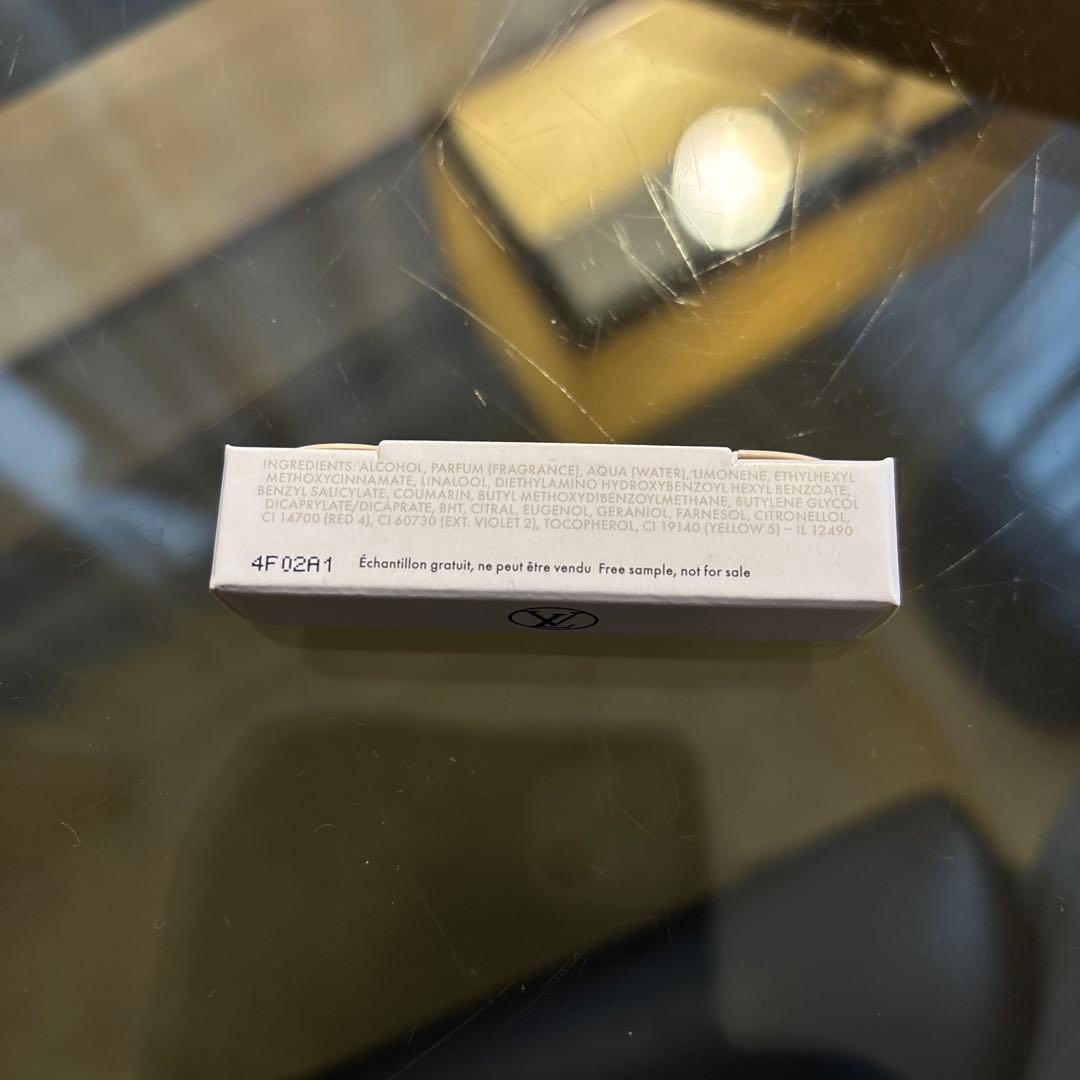 INGREDIENTS: ALCOHOL, PARFUM (FRAGRANCE), AQUA (WATER), LIMONENE, ETHYLHEXYL
METHOXYCINNAMATE, LINALOOL, DIETHYLAMINO HYDROXYBENZOYL HEXYL BENZOATE,
BENZYL SALICYLATE, COUMARIN, BUTYL METHOXYDIBENZOYLMETHANE, BUTYLENE GLYCOL
DICAPRYLATE/DICAPRATE, BHT, CITRAL, EUGENOL, GERANIOL, FARNESOL, CITRONELLOL,
CI 14700 (RED 4), CI 60730 (EXT. VIOLET 2), TOCOPHEROL, CI 19140 (YELLOW 5) – IL 12490
4F02A1 Échantillon gratuit, ne peut être vendu Free sample, not for sale
LV